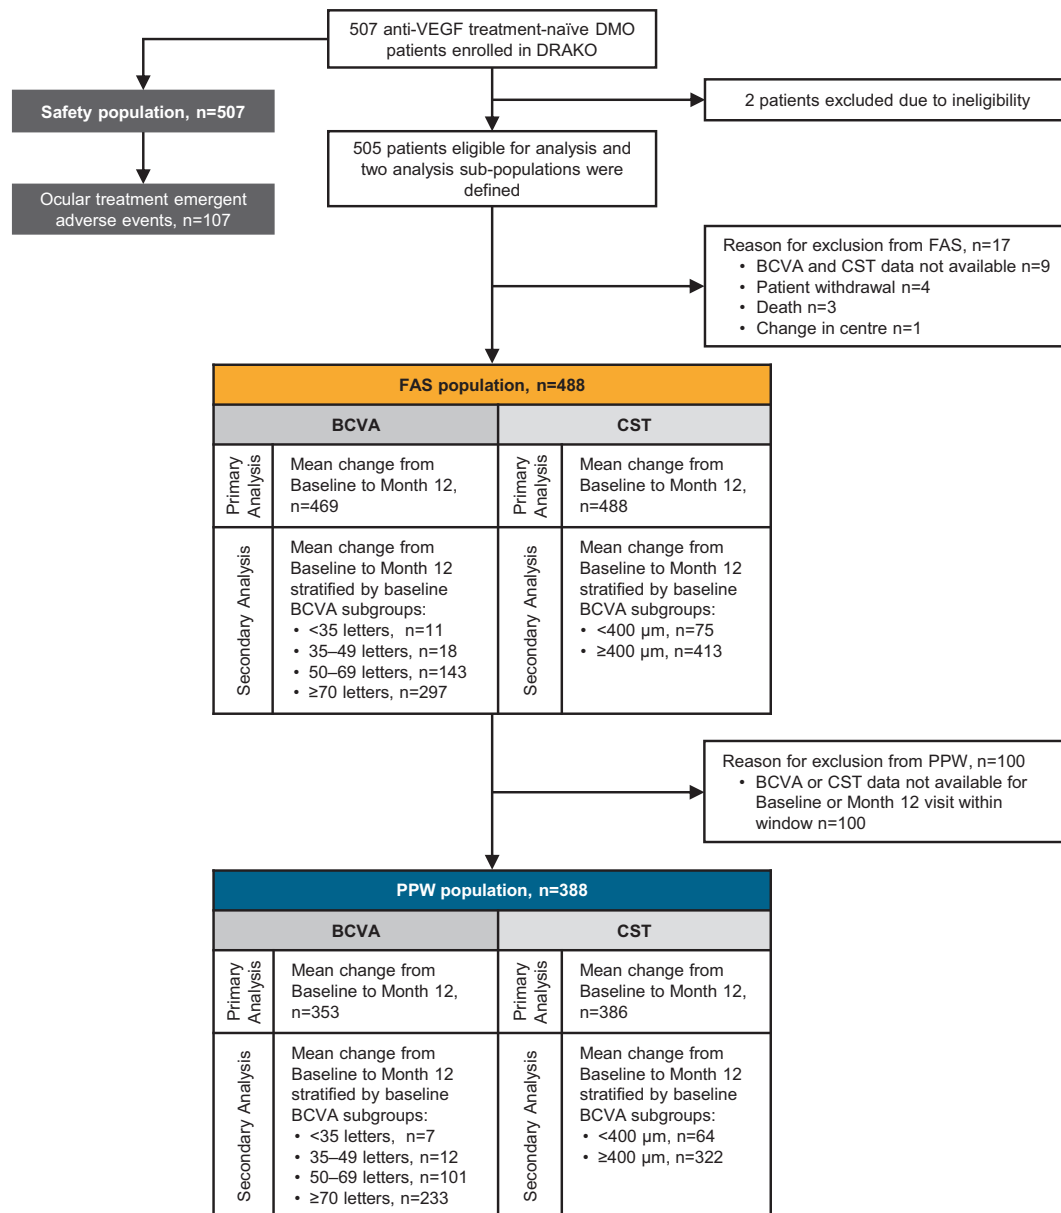 507 anti-VEGF treatment-naïve DMO
patients enrolled in DRAKO
Safety population, n=507
2 patients excluded due to ineligibility
505 patients eligible for analysis and
two analysis sub-populations were
defined
Ocular treatment emergent
adverse events, n=107
Reason for exclusion from FAS, n=17
• BCVA and CST data not available n=9
• Patient withdrawal n=4
• Death n=3
• Change in centre n=1
FAS population, n=488
BCVA
CST
Primary
Analysis
Mean change from
Baseline to Month 12,
n=469
Primary
Analysis
Mean change from
Baseline to Month 12,
n=488
Secondary Analysis
Mean change from
Baseline to Month 12
stratified by baseline
BCVA subgroups:
• <35 letters, n=11
• 35–49 letters, n=18
• 50–69 letters, n=143
• ≥70 letters, n=297
Secondary Analysis
Mean change from
Baseline to Month 12
stratified by baseline
BCVA subgroups:
• <400 µm, n=75
• ≥400 µm, n=413
Reason for exclusion from PPW, n=100
• BCVA or CST data not available for
Baseline or Month 12 visit within
window n=100
PPW population, n=388
BCVA
CST
Primary
Analysis
Mean change from
Baseline to Month 12,
n=353
Primary
Analysis
Mean change from
Baseline to Month 12,
n=386
Secondary Analysis
Mean change from
Baseline to Month 12
stratified by baseline
BCVA subgroups:
• <35 letters, n=7
• 35–49 letters, n=12
• 50–69 letters, n=101
• ≥70 letters, n=233
Secondary Analysis
Mean change from
Baseline to Month 12
stratified by baseline
BCVA subgroups:
• <400 µm, n=64
• ≥400 µm, n=322